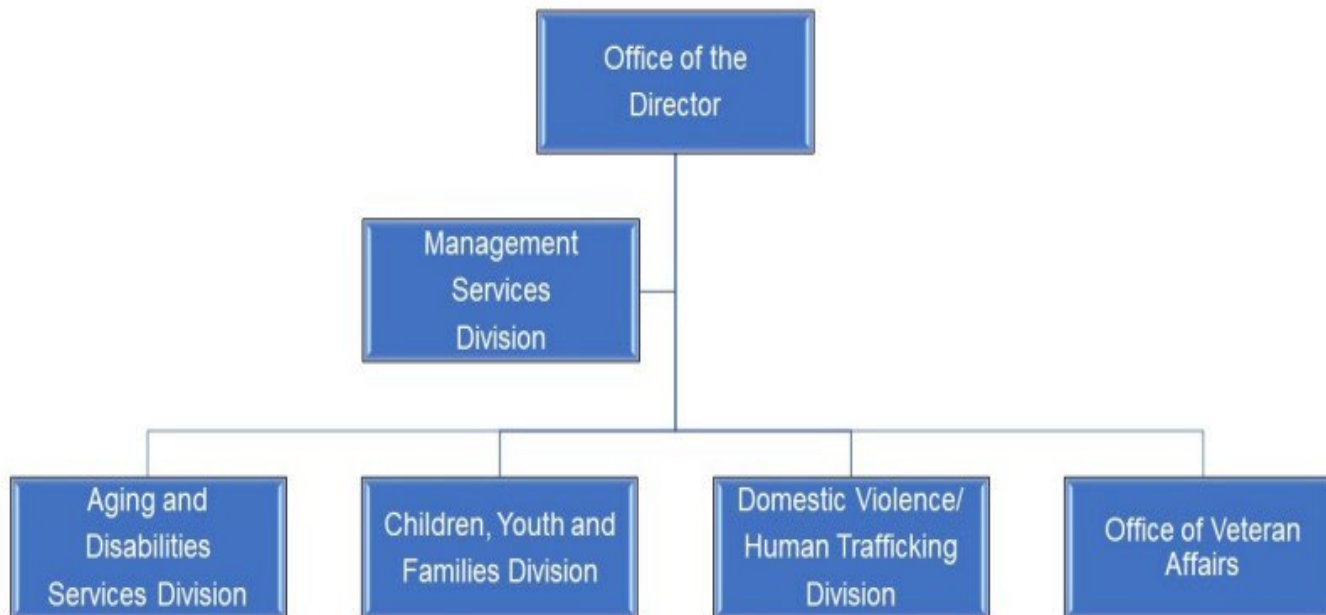 Office of the
Director
Management
Services
Division
Aging and
Disabilities
Services Division
Children, Youth and
Families Division
Domestic Violence/
Human Trafficking
Division
Office of Veteran
Affairs